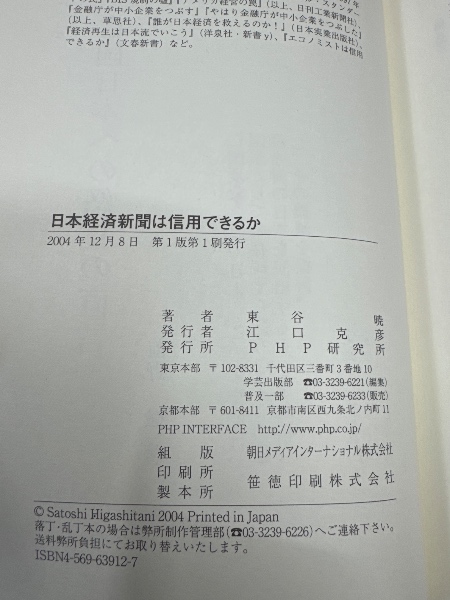 『金融庁が中小企業をつぶす』『やはり金融庁が中小企業をつぶした』
(以上、草思社)、『誰が日本経済を救えるのか!』(日本実業出版社)、
『経済再生は日本流でいこう』(洋泉社・新書y)、『エコノミストは信用
できるか』(文春新書)など。
日本経済新聞は信用できるか
2004年12月8日 第1版第1刷発行
著者 東谷暁
発行者 江口克彦
発行所 PHP研究所
東京本部 〒102-8331 千代田区三番町3番地10
学芸出版部 ☎03-3239-6221(編集)
普及一部 ☎03-3239-6233(販売)
京都本部 〒601-8411 京都市南区西九条北ノ内町11
PHP INTERFACE http://www.php.co.jp/
組版 朝日メディアインターナショナル株式会社
印刷所
製本所 笹徳印刷株式会社
© Satoshi Higashitani 2004 Printed in Japan
落丁・乱丁本の場合は弊所制作管理部(☎03-3239-6226)へご連絡下さい。
送料弊所負担にてお取り替えいたします。
ISBN4-569-63912-7